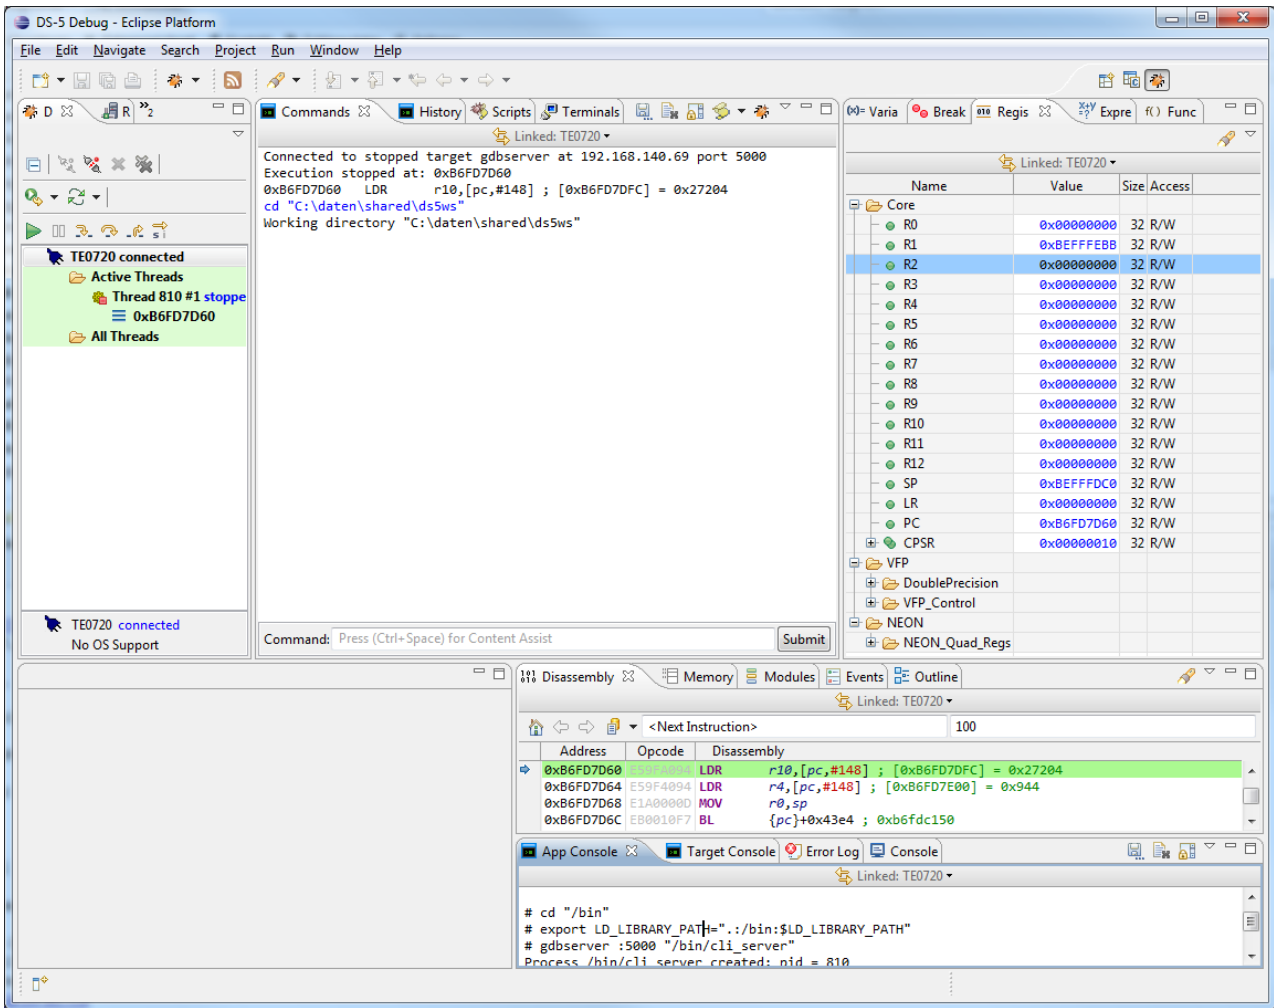 DS-5 Debug - Eclipse Platform
File Edit Navigate Search Project Run Window Help
D R »2
TE0720 connected
Active Threads
Thread 810 #1 stoppe
0xB6FD7D60
All Threads
TE0720 connected
No OS Support
Commands History Scripts Terminals
Linked: TE0720
Connected to stopped target gdbserver at 192.168.140.69 port 5000
Execution stopped at: 0xB6FD7D60
0xB6FD7D60 LDR r10,[pc,#148] ; [0xB6FD7DFC] = 0x27204
cd "C:\daten\shared\ds5ws"
Working directory "C:\daten\shared\ds5ws"
Command: Press (Ctrl+Space) for Content Assist Submit
(x)= Varia Break Regis Expre f() Func
Linked: TE0720
Name Value Size Access
Core
R0 0x00000000 32 R/W
R1 0xBEFFFEBB 32 R/W
R2 0x00000000 32 R/W
R3 0x00000000 32 R/W
R4 0x00000000 32 R/W
R5 0x00000000 32 R/W
R6 0x00000000 32 R/W
R7 0x00000000 32 R/W
R8 0x00000000 32 R/W
R9 0x00000000 32 R/W
R10 0x00000000 32 R/W
R11 0x00000000 32 R/W
R12 0x00000000 32 R/W
SP 0xBEFFFDC0 32 R/W
LR 0x00000000 32 R/W
PC 0xB6FD7D60 32 R/W
CPSR 0x00000010 32 R/W
VFP
DoublePrecision
VFP_Control
NEON
NEON_Quad_Regs
Disassembly Memory Modules Events Outline
Linked: TE0720
<Next Instruction> 100
Address Opcode Disassembly
0xB6FD7D60 E59FA094 LDR r10,[pc,#148] ; [0xB6FD7DFC] = 0x27204
0xB6FD7D64 E59F4094 LDR r4,[pc,#148] ; [0xB6FD7E00] = 0x944
0xB6FD7D68 E1A0000D MOV r0,sp
0xB6FD7D6C EB0010F7 BL {pc}+0x43e4 ; 0xb6fdc150
App Console Target Console Error Log Console
Linked: TE0720
# cd "/bin"
# export LD_LIBRARY_PATH=".:/bin:$LD_LIBRARY_PATH"
# gdbserver :5000 "/bin/cli_server"
Process /bin/cli_server created; pid = 810